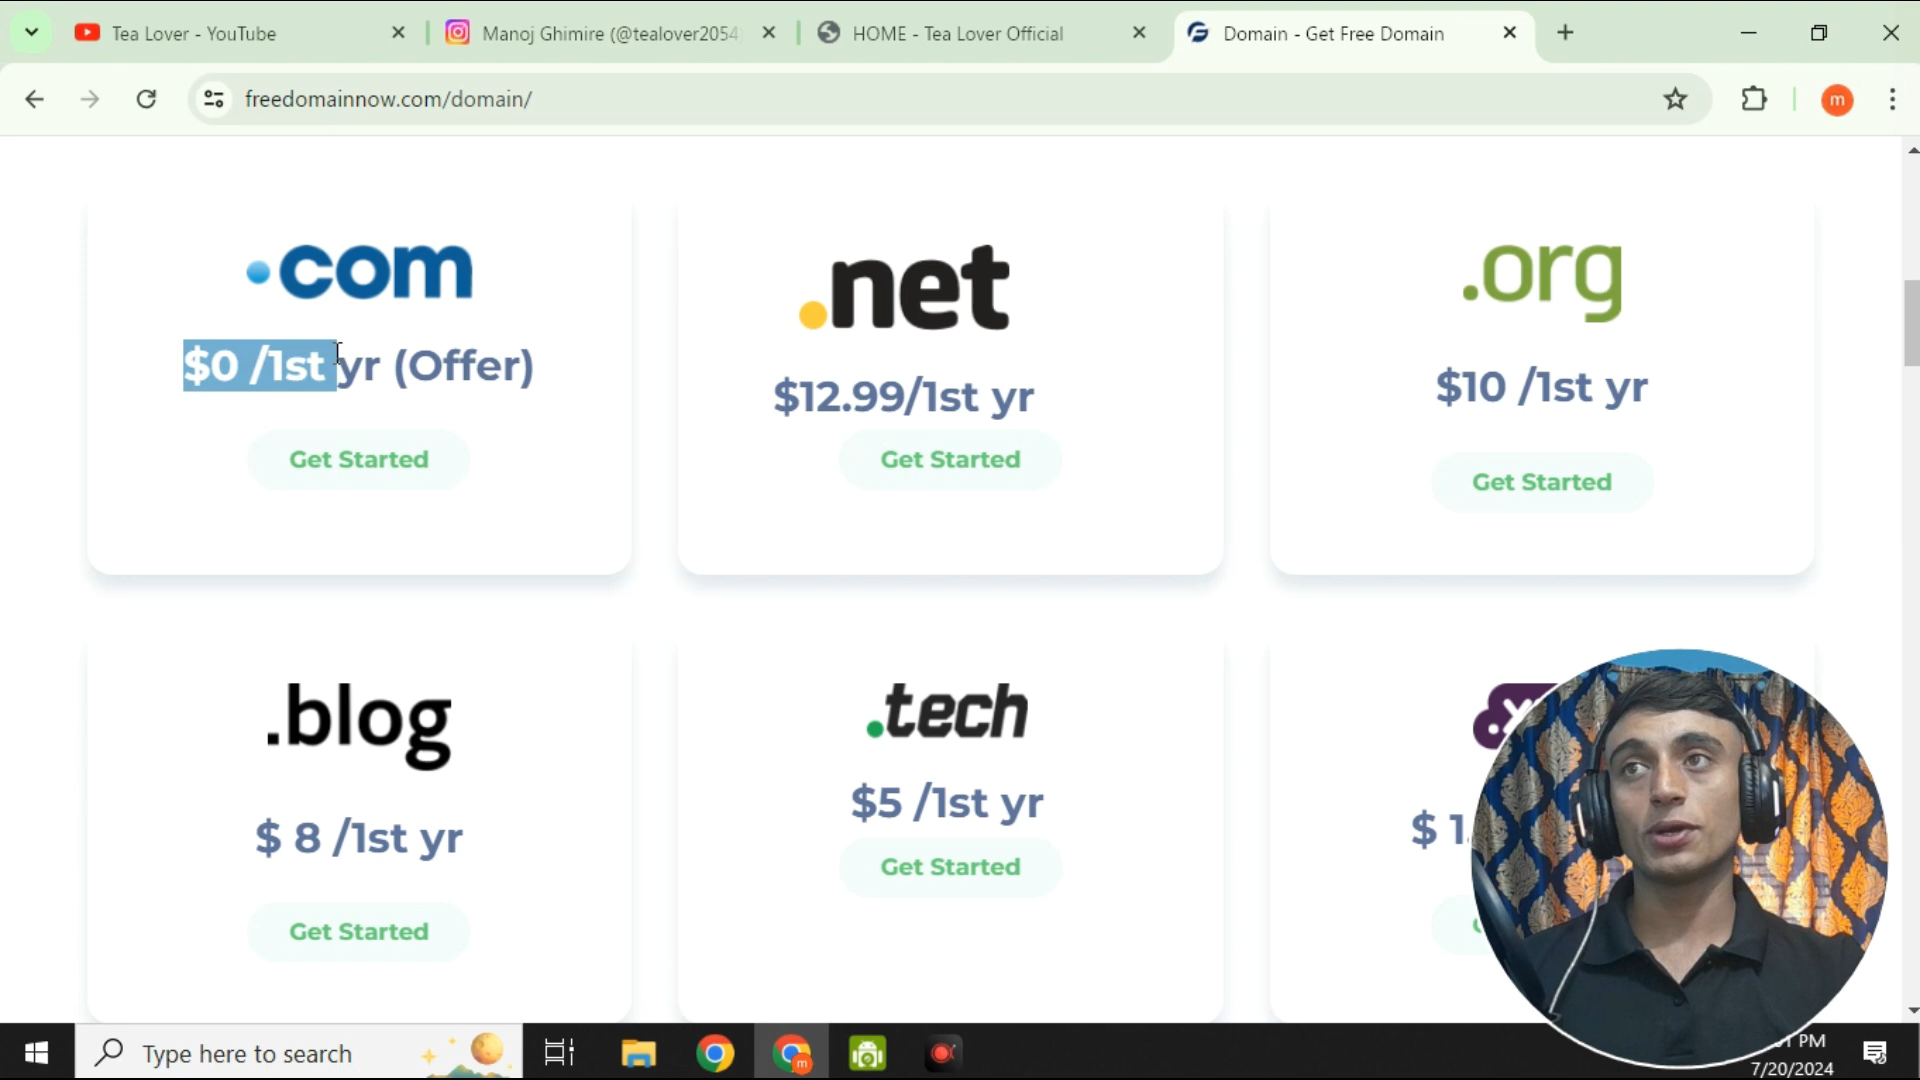 Tea Lover - YouTube
Manoj Ghimire (@tealover2054
HOME - Tea Lover Official
Domain - Get Free Domain
freedomainnow.com/domain/
m
.com
$0 /1st yr (Offer)
Get Started
.net
$12.99/1st yr
Get Started
.org
$10 /1st yr
Get Started
.blog
$ 8 /1st yr
Get Started
.tech
$5 /1st yr
Get Started
$ 1.
Type here to search
PM
7/20/2024